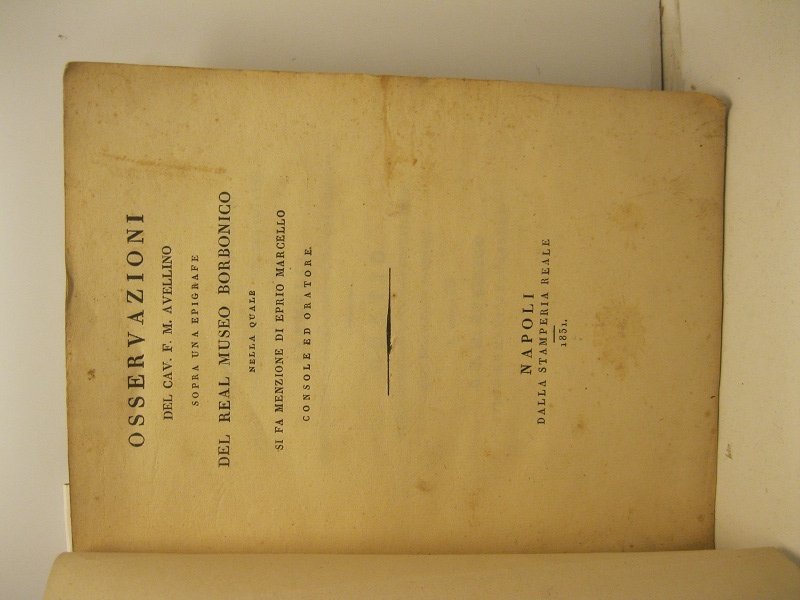 OSSERVAZIONI
DEL CAV. F. M. AVELLINO
SOPRA UNA EPIGRAFE
DEL REAL MUSEO BORBONICO
NELLA QUALE
SI FA MENZIONE DI EPRIO MARCELLO
CONSOLE ED ORATORE.
NAPOLI
DALLA STAMPERIA REALE
1851.